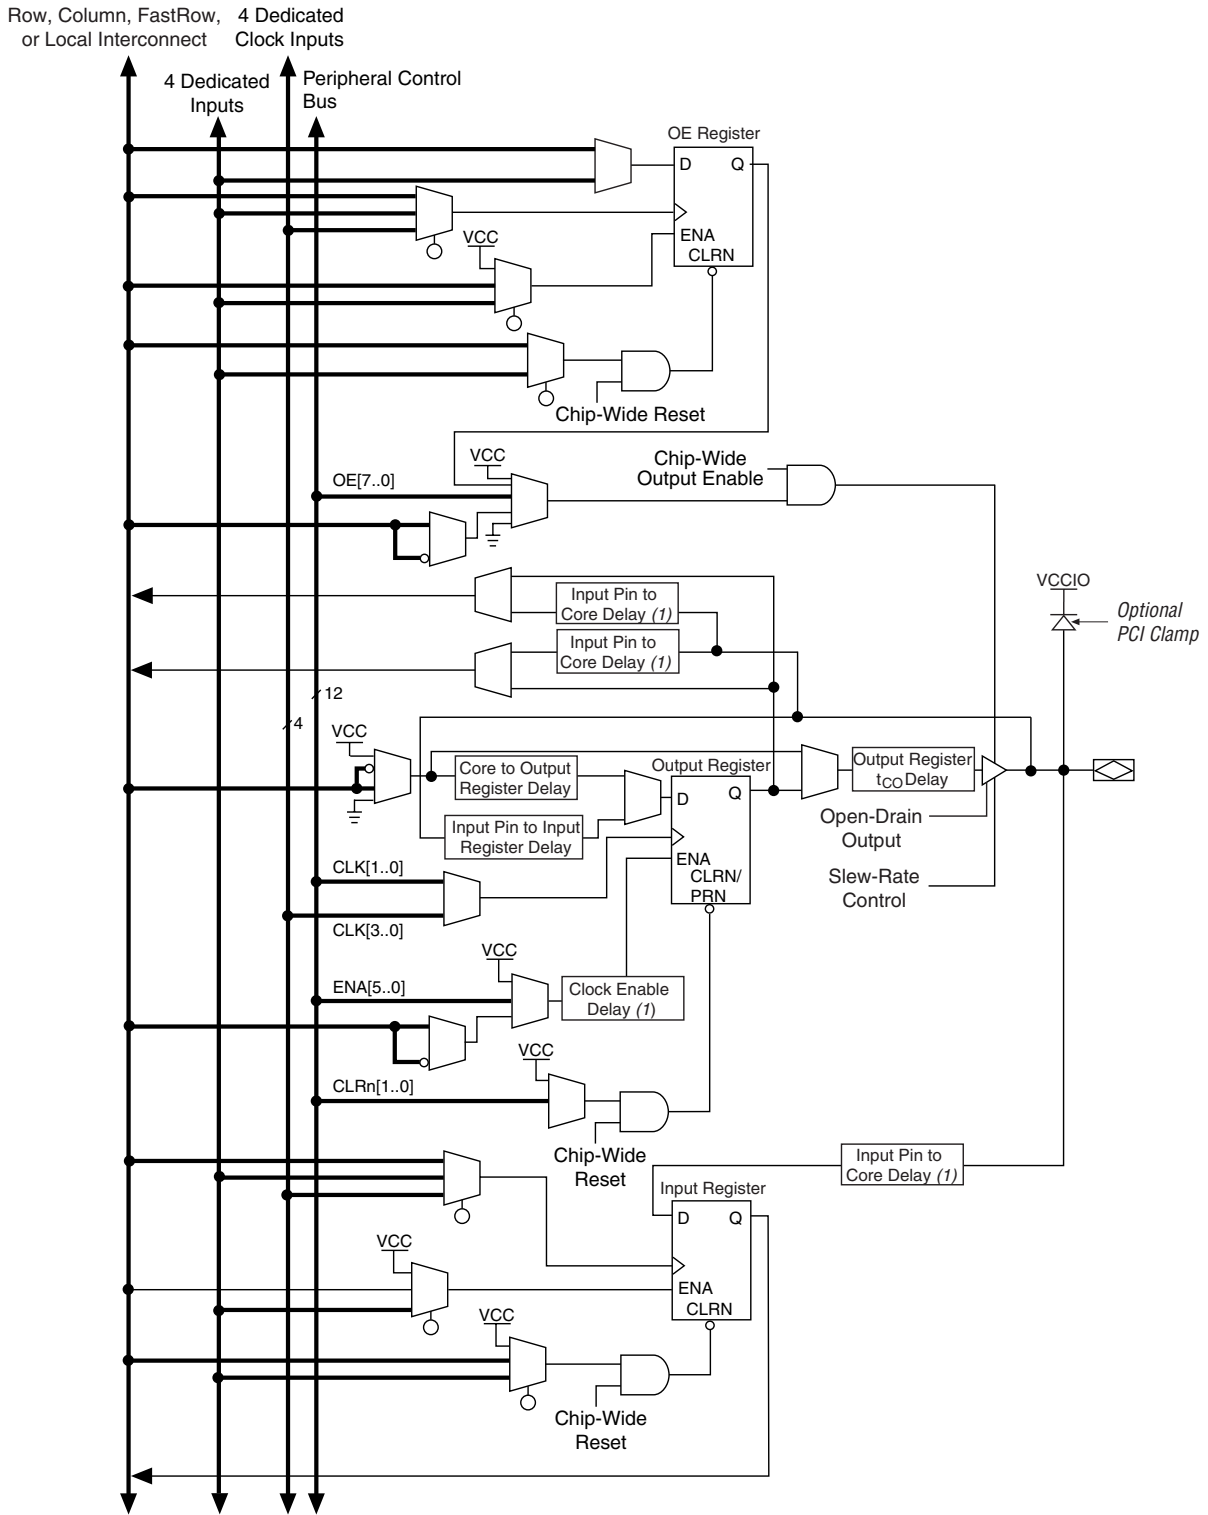 Row, Column, FastRow,
or Local Interconnect
4 Dedicated
Clock Inputs
4 Dedicated
Inputs
Peripheral Control
Bus
OE Register
D
Q
ENA
CLRN
VCC
Chip-Wide Reset
VCC
OE[7..0]
Chip-Wide
Output Enable
Input Pin to
Core Delay (1)
Input Pin to
Core Delay (1)
VCCIO
Optional
PCI Clamp
12
4
VCC
Core to Output
Register Delay
Input Pin to Input
Register Delay
Output Register
D
Q
ENA
CLRN/
PRN
Output Register
tCO Delay
Open-Drain
Output
Slew-Rate
Control
CLK[1..0]
CLK[3..0]
VCC
ENA[5..0]
Clock Enable
Delay (1)
VCC
CLRn[1..0]
Chip-Wide
Reset
Input Pin to
Core Delay (1)
Input Register
D
Q
ENA
CLRN
VCC
VCC
Chip-Wide
Reset